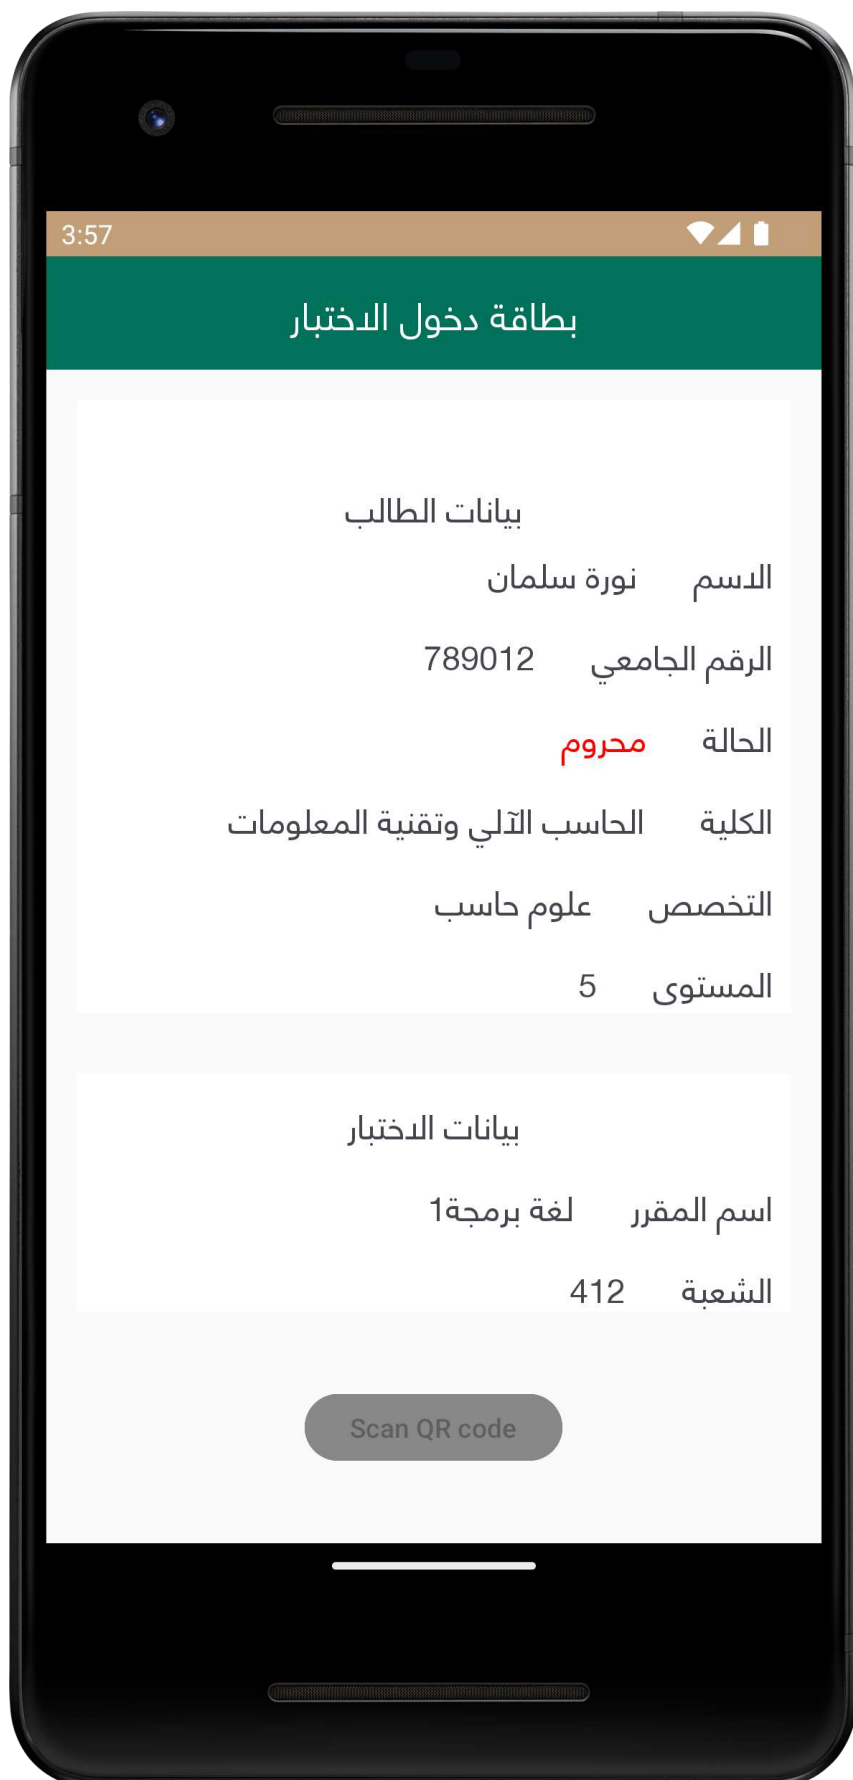 3:57
بطاقة دخول الاختبار
بيانات الطالب
الاسم نورة سلمان
الرقم الجامعي 789012
الحالة محروم
الكلية الحاسب الآلي وتقنية المعلومات
التخصص علوم حاسب
المستوى 5
بيانات الاختبار
اسم المقرر لغة برمجة1
الشعبة 412
Scan QR code